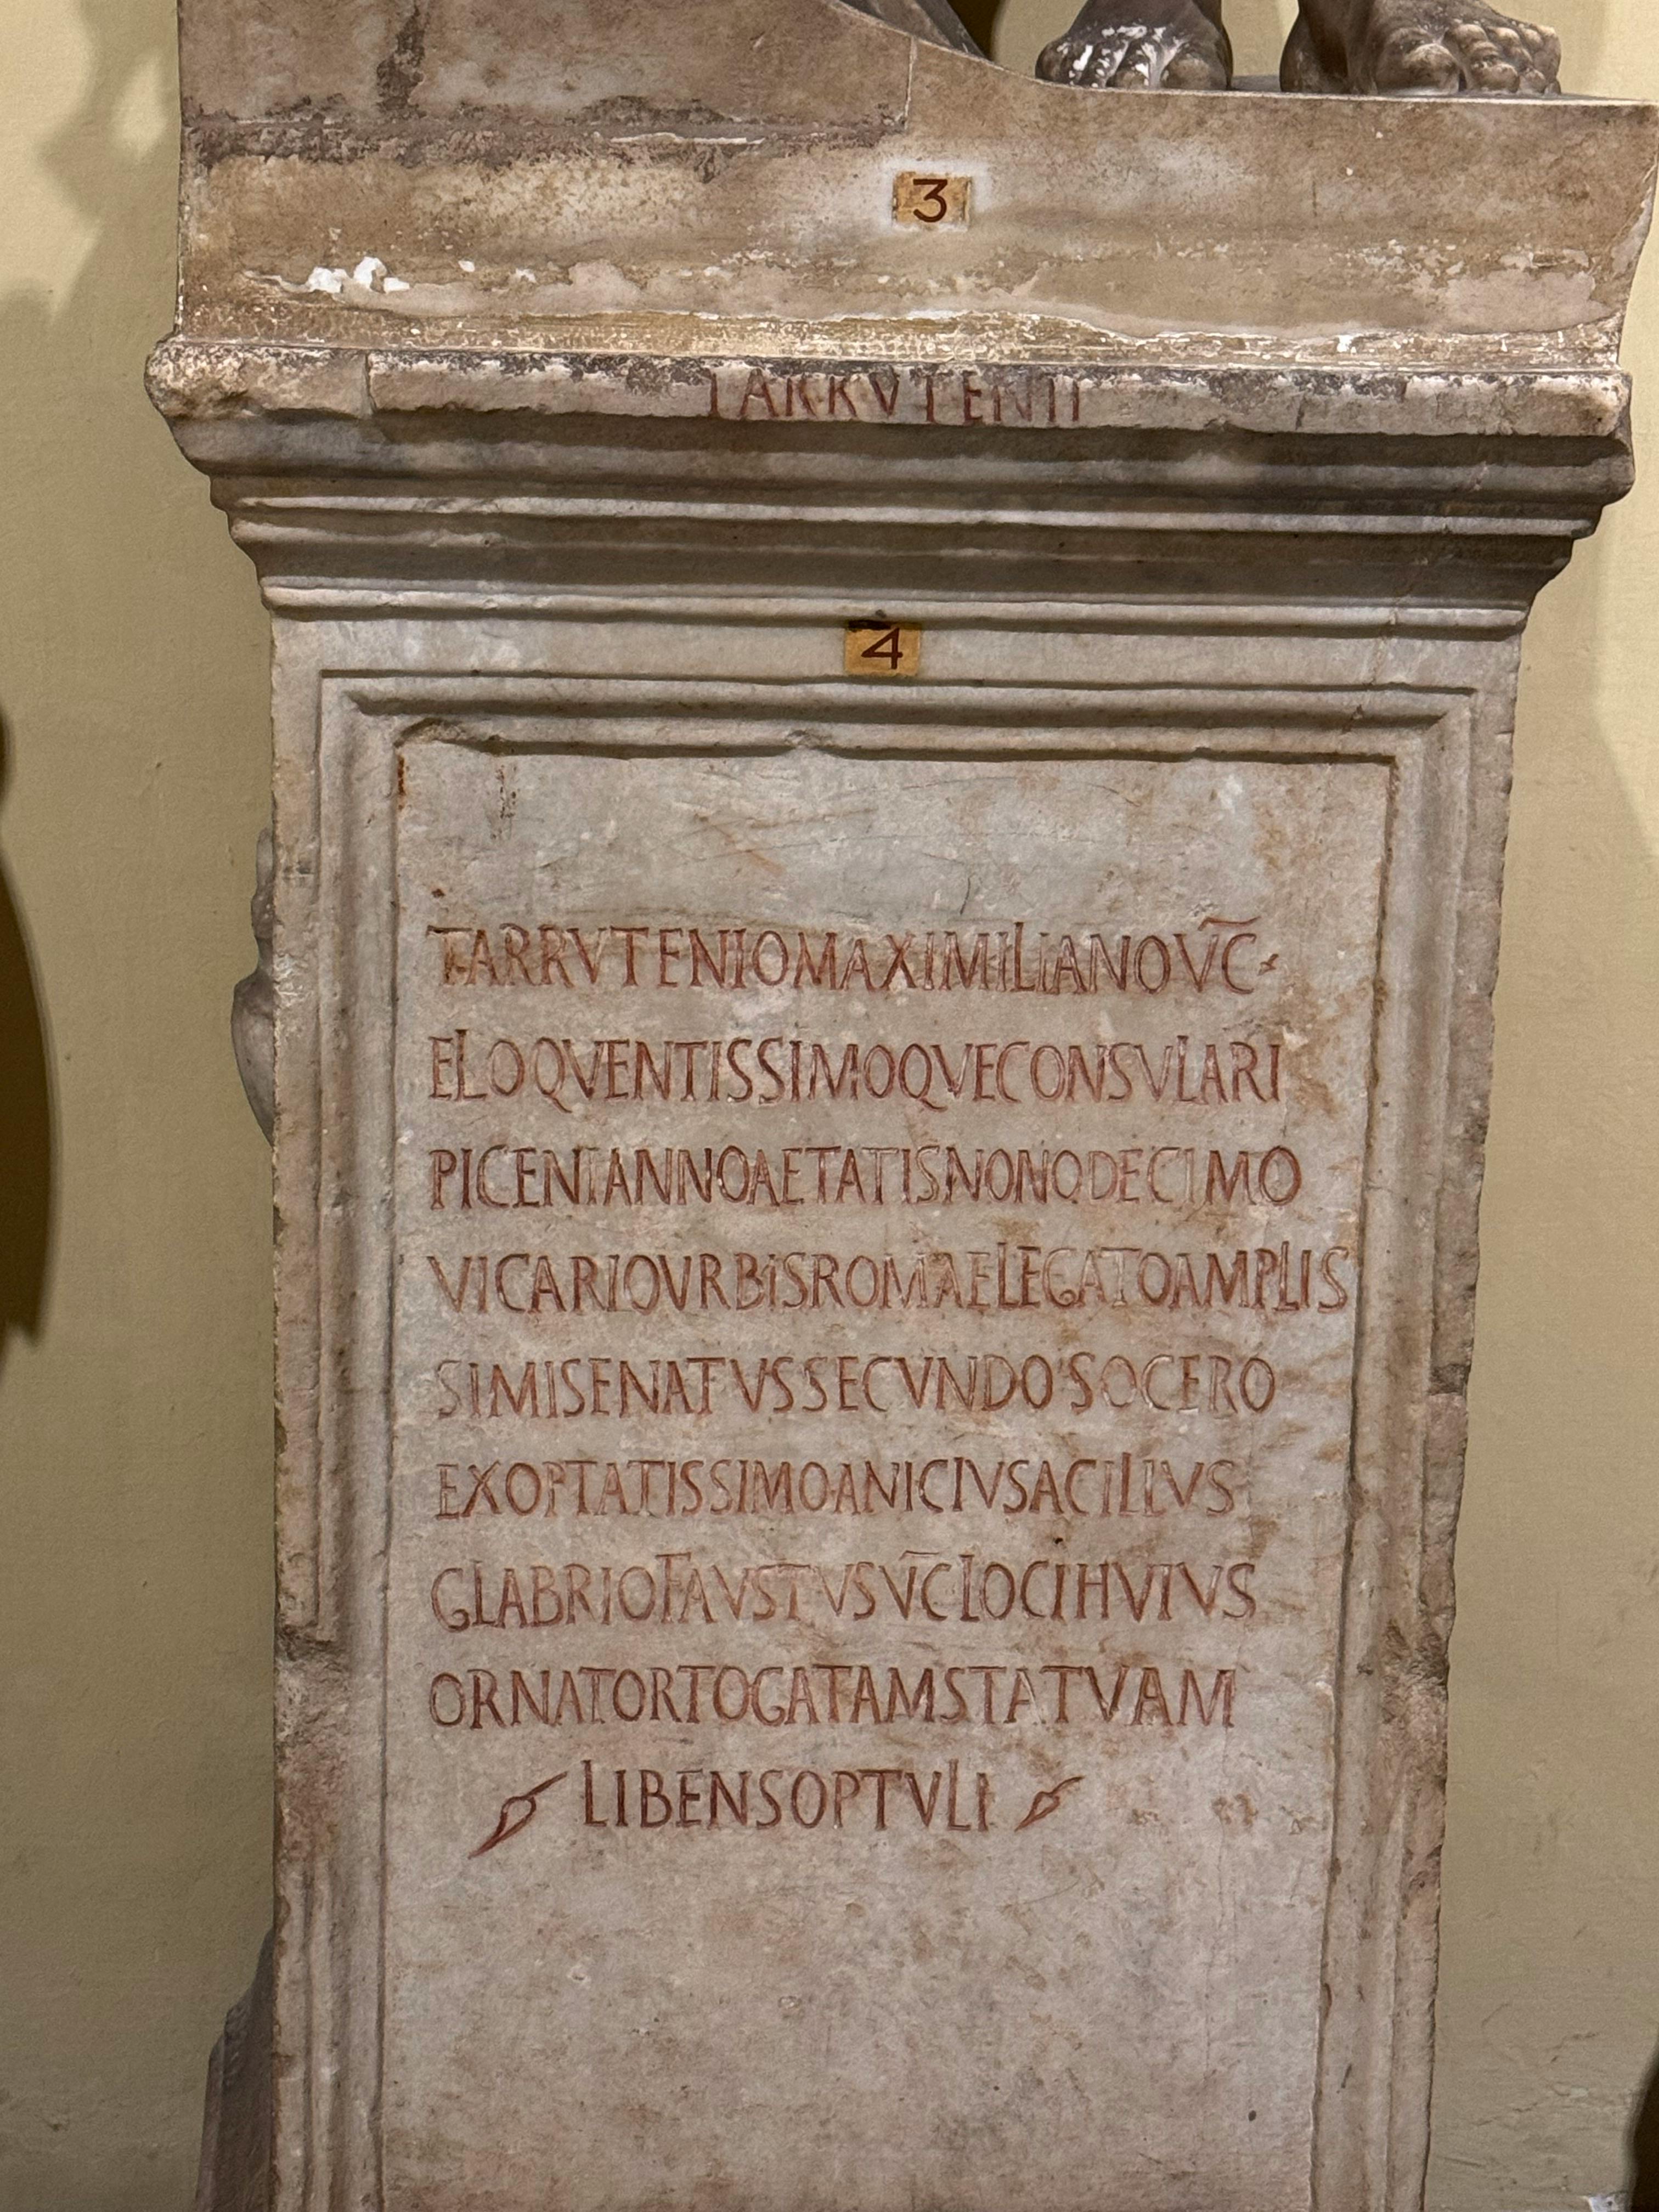 3
TARRVTENII
4
TARRVTENIOMAXIMILIANOVC
ELOQVENTISSIMOQVECONSVLARI
PICENIANNOAETATISNONODECIMO
VICARIOVRBISROMAELEGATOAMPLIS
SIMISENATVSSECVNDOSOCERO
EXOPTATISSIMOANICIVSACILIVS
GLABRIOFAVSTVSVCLOCIHVIVS
ORNATORTOGATAMSTATVAM
LIBENSOPTVLI